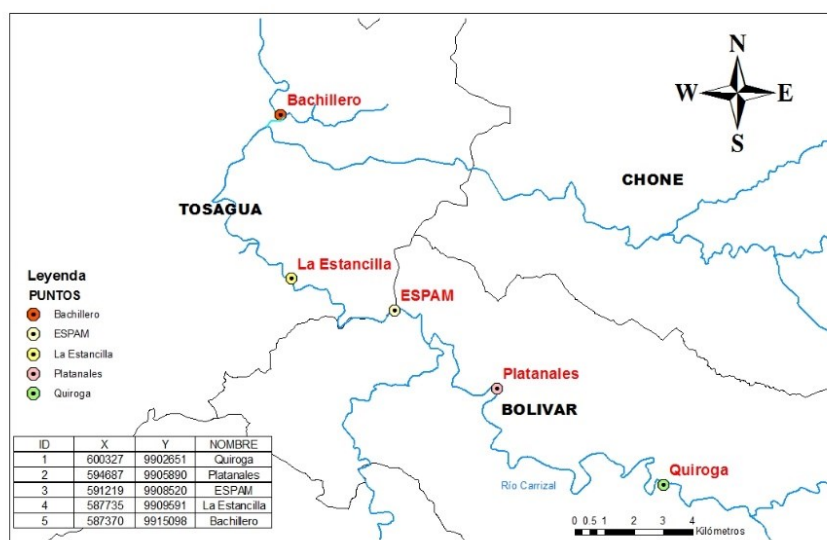 N
W E
S
Bachillero
CHONE
TOSAGUA
La Estancilla
ESPAM
Leyenda
PUNTOS
Bachillero
ESPAM
La Estancilla
Platanales
Quiroga
Platanales
BOLIVAR
Quiroga
Río Carrizal
ID X Y NOMBRE
1 600327 9902651 Quiroga
2 594687 9905890 Platanales
3 591219 9908520 ESPAM
4 587735 9909591 La Estancilla
5 587370 9915098 Bachillero
0 0.5 1 2 3 4
Kilómetros